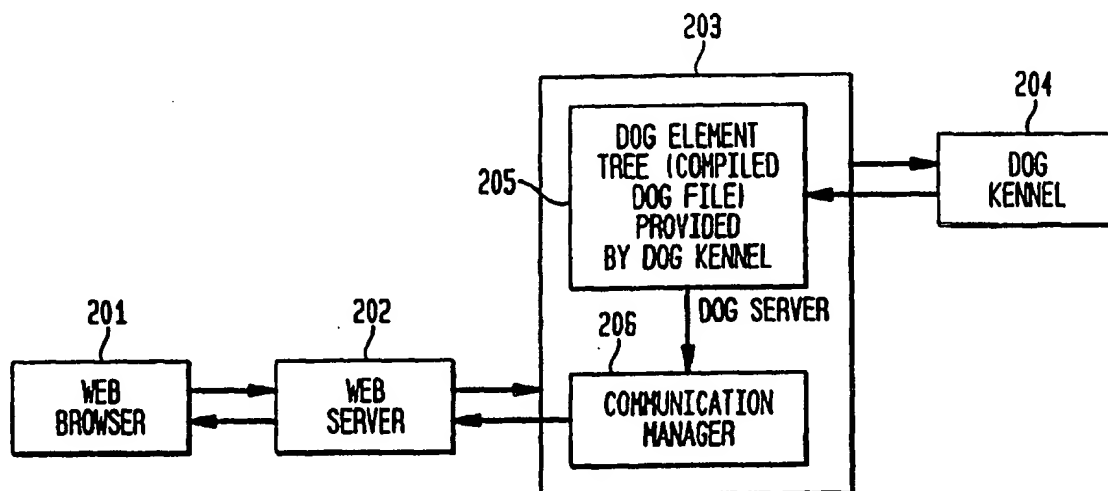 203
204
DOG ELEMENT
TREE (COMPILED
DOG FILE)
PROVIDED
BY DOG KENNEL
205
DOG
KENNEL
DOG SERVER
201
202
206
WEB
BROWSER
WEB
SERVER
COMMUNICATION
MANAGER